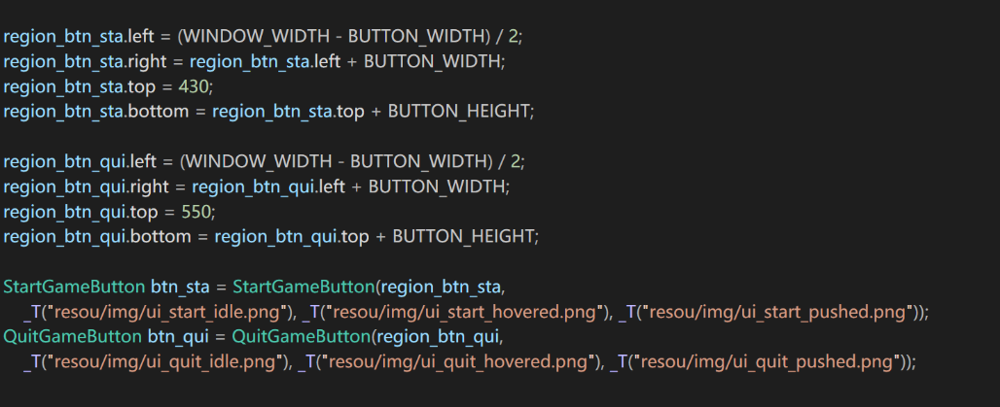 region_btn_sta.left = (WINDOW_WIDTH - BUTTON_WIDTH) / 2;
region_btn_sta.right = region_btn_sta.left + BUTTON_WIDTH;
region_btn_sta.top = 430;
region_btn_sta.bottom = region_btn_sta.top + BUTTON_HEIGHT;
region_btn_qui.left = (WINDOW_WIDTH - BUTTON_WIDTH) / 2;
region_btn_qui.right = region_btn_qui.left + BUTTON_WIDTH;
region_btn_qui.top = 550;
region_btn_qui.bottom = region_btn_qui.top + BUTTON_HEIGHT;
StartGameButton btn_sta = StartGameButton(region_btn_sta,
_T("resou/img/ui_start_idle.png"), _T("resou/img/ui_start_hovered.png"), _T("resou/img/ui_start_pushed.png"));
QuitGameButton btn_qui = QuitGameButton(region_btn_qui,
_T("resou/img/ui_quit_idle.png"), _T("resou/img/ui_quit_hovered.png"), _T("resou/img/ui_quit_pushed.png"));